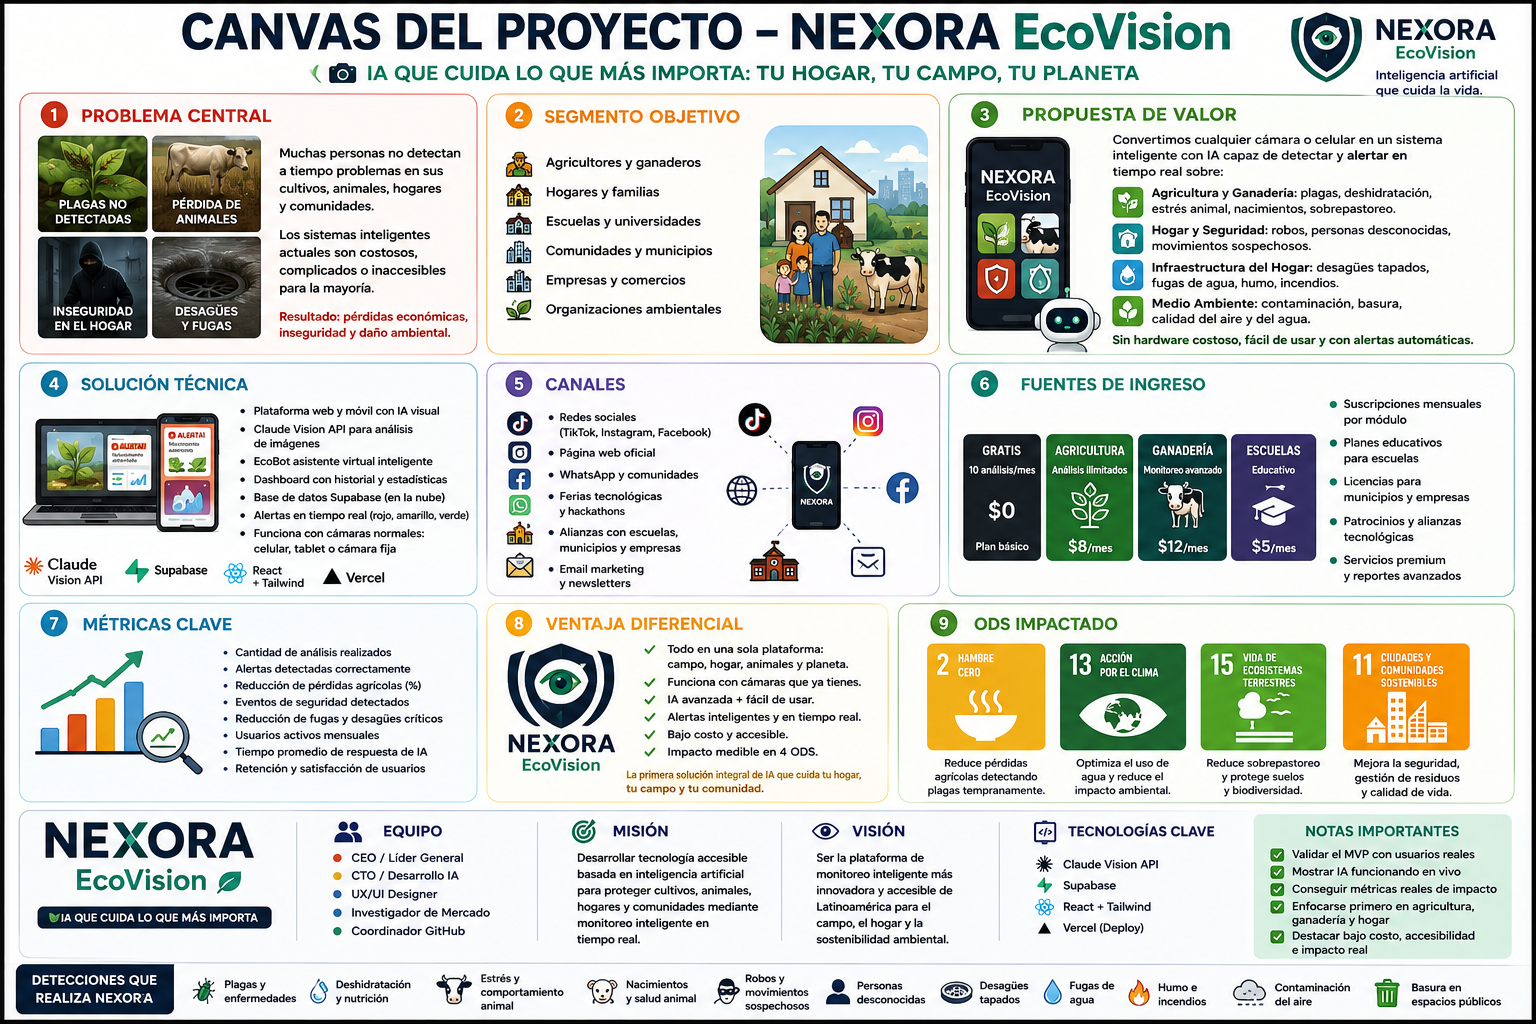 CANVAS DEL PROYECTO – NEXORA EcoVision
IA QUE CUIDA LO QUE MÁS IMPORTA: TU HOGAR, TU CAMPO, TU PLANETA
NEXORA
EcoVision
Inteligencia artificial
que cuida la vida.
1 PROBLEMA CENTRAL
PLAGAS NO
DETECTADAS
PÉRDIDA DE
ANIMALES
INSEGURIDAD
EN EL HOGAR
DESAGÜES
Y FUGAS
Muchas personas no detectan
a tiempo problemas en sus
cultivos, animales, hogares
y comunidades.
Los sistemas inteligentes
actuales son costosos,
complicados o inaccesibles
para la mayoría.
Resultado: pérdidas económicas,
inseguridad y daño ambiental.
2 SEGMENTO OBJETIVO
Agricultores y ganaderos
Hogares y familias
Escuelas y universidades
Comunidades y municipios
Empresas y comercios
Organizaciones ambientales
3 PROPUESTA DE VALOR
NEXORA
EcoVision
Convertimos cualquier cámara o celular en un sistema
inteligente con IA capaz de detectar y alertar en
tiempo real sobre:
Agricultura y Ganadería: plagas, deshidratación,
estrés animal, nacimientos, sobrepastoreo.
Hogar y Seguridad: robos, personas desconocidas,
movimientos sospechosos.
Infraestructura del Hogar: desagües tapados,
fugas de agua, humo, incendios.
Medio Ambiente: contaminación, basura,
calidad del aire y del agua.
Sin hardware costoso, fácil de usar y con alertas automáticas.
4 SOLUCIÓN TÉCNICA
ALERTA!
• Plataforma web y móvil con IA visual
• Claude Vision API para análisis
de imágenes
• EcoBot asistente virtual inteligente
• Dashboard con historial y estadísticas
• Base de datos Supabase (en la nube)
• Alertas en tiempo real (rojo, amarillo, verde)
• Funciona con cámaras normales:
celular, tablet o cámara fija
Claude
Vision API
Supabase
React
+ Tailwind
Vercel
5 CANALES
• Redes sociales
(TikTok, Instagram, Facebook)
• Página web oficial
• WhatsApp y comunidades
• Ferias tecnológicas
y hackathons
• Alianzas con escuelas,
municipios y empresas
• Email marketing
y newsletters
NEXORA
6 FUENTES DE INGRESO
GRATIS
10 análisis/mes
$0
Plan básico
AGRICULTURA
Análisis ilimitados
$8/mes
GANADERÍA
Monitoreo avanzado
$12/mes
ESCUELAS
Educativo
$5/mes
• Suscripciones mensuales
por módulo
• Planes educativos
para escuelas
• Licencias para
municipios y empresas
• Patrocinios y alianzas
tecnológicas
• Servicios premium
y reportes avanzados
7 MÉTRICAS CLAVE
• Cantidad de análisis realizados
• Alertas detectadas correctamente
• Reducción de pérdidas agrícolas (%)
• Eventos de seguridad detectados
• Reducción de fugas y desagües críticos
• Usuarios activos mensuales
• Tiempo promedio de respuesta de IA
• Retención y satisfacción de usuarios
8 VENTAJA DIFERENCIAL
NEXORA
EcoVision
✓ Todo en una sola plataforma:
campo, hogar, animales y planeta.
✓ Funciona con cámaras que ya tienes.
✓ IA avanzada + fácil de usar.
✓ Alertas inteligentes y en tiempo real.
✓ Bajo costo y accesible.
✓ Impacto medible en 4 ODS.
La primera solución integral de IA que cuida tu hogar,
tu campo y tu comunidad.
9 ODS IMPACTADO
2 HAMBRE
CERO
Reduce pérdidas
agrícolas detectando
plagas tempranamente.
13 ACCIÓN
POR EL CLIMA
Optimiza el uso de
agua y reduce el
impacto ambiental.
15 VIDA DE
ECOSISTEMAS
TERRESTRES
Reduce sobrepastoreo
y protege suelos
y biodiversidad.
11 CIUDADES Y
COMUNIDADES
SOSTENIBLES
Mejora la seguridad,
gestión de residuos
y calidad de vida.
NEXORA
EcoVision
IA QUE CUIDA LO QUE MÁS IMPORTA
EQUIPO
CEO / Líder General
CTO / Desarrollo IA
UX/UI Designer
Investigador de Mercado
Coordinador GitHub
MISIÓN
Desarrollar tecnología accesible
basada en inteligencia artificial
para proteger cultivos, animales,
hogares y comunidades mediante
monitoreo inteligente en
tiempo real.
VISIÓN
Ser la plataforma de
monitoreo inteligente más
innovadora y accesible de
Latinoamérica para el
campo, el hogar y la
sostenibilidad ambiental.
TECNOLOGÍAS CLAVE
Claude Vision API
Supabase
React + Tailwind
Vercel (Deploy)
NOTAS IMPORTANTES
Validar el MVP con usuarios reales
Mostrar IA funcionando en vivo
Conseguir métricas reales de impacto
Enfocarse primero en agricultura,
ganadería y hogar
Destacar bajo costo, accesibilidad
e impacto real
DETECCIONES QUE
REALIZA NEXORA
Plagas y
enfermedades
Deshidratación
y nutrición
Estrés y
comportamiento
animal
Nacimientos
y salud animal
Robos y
movimientos
sospechosos
Personas
desconocidas
Desagües
tapados
Fugas de
agua
Humo e
incendios
Contaminación
del aire
Basura en
espacios públicos